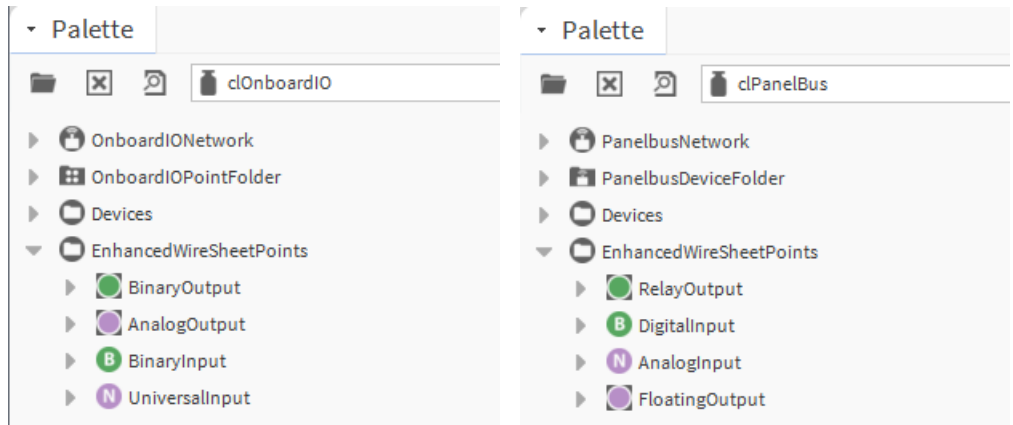 Palette
clOnboardIO
OnboardIONetwork
OnboardIOPointFolder
Devices
EnhancedWireSheetPoints
BinaryOutput
AnalogOutput
B BinaryInput
N UniversalInput
Palette
clPanelBus
PanelbusNetwork
PanelbusDeviceFolder
Devices
EnhancedWireSheetPoints
RelayOutput
B DigitalInput
N AnalogInput
FloatingOutput